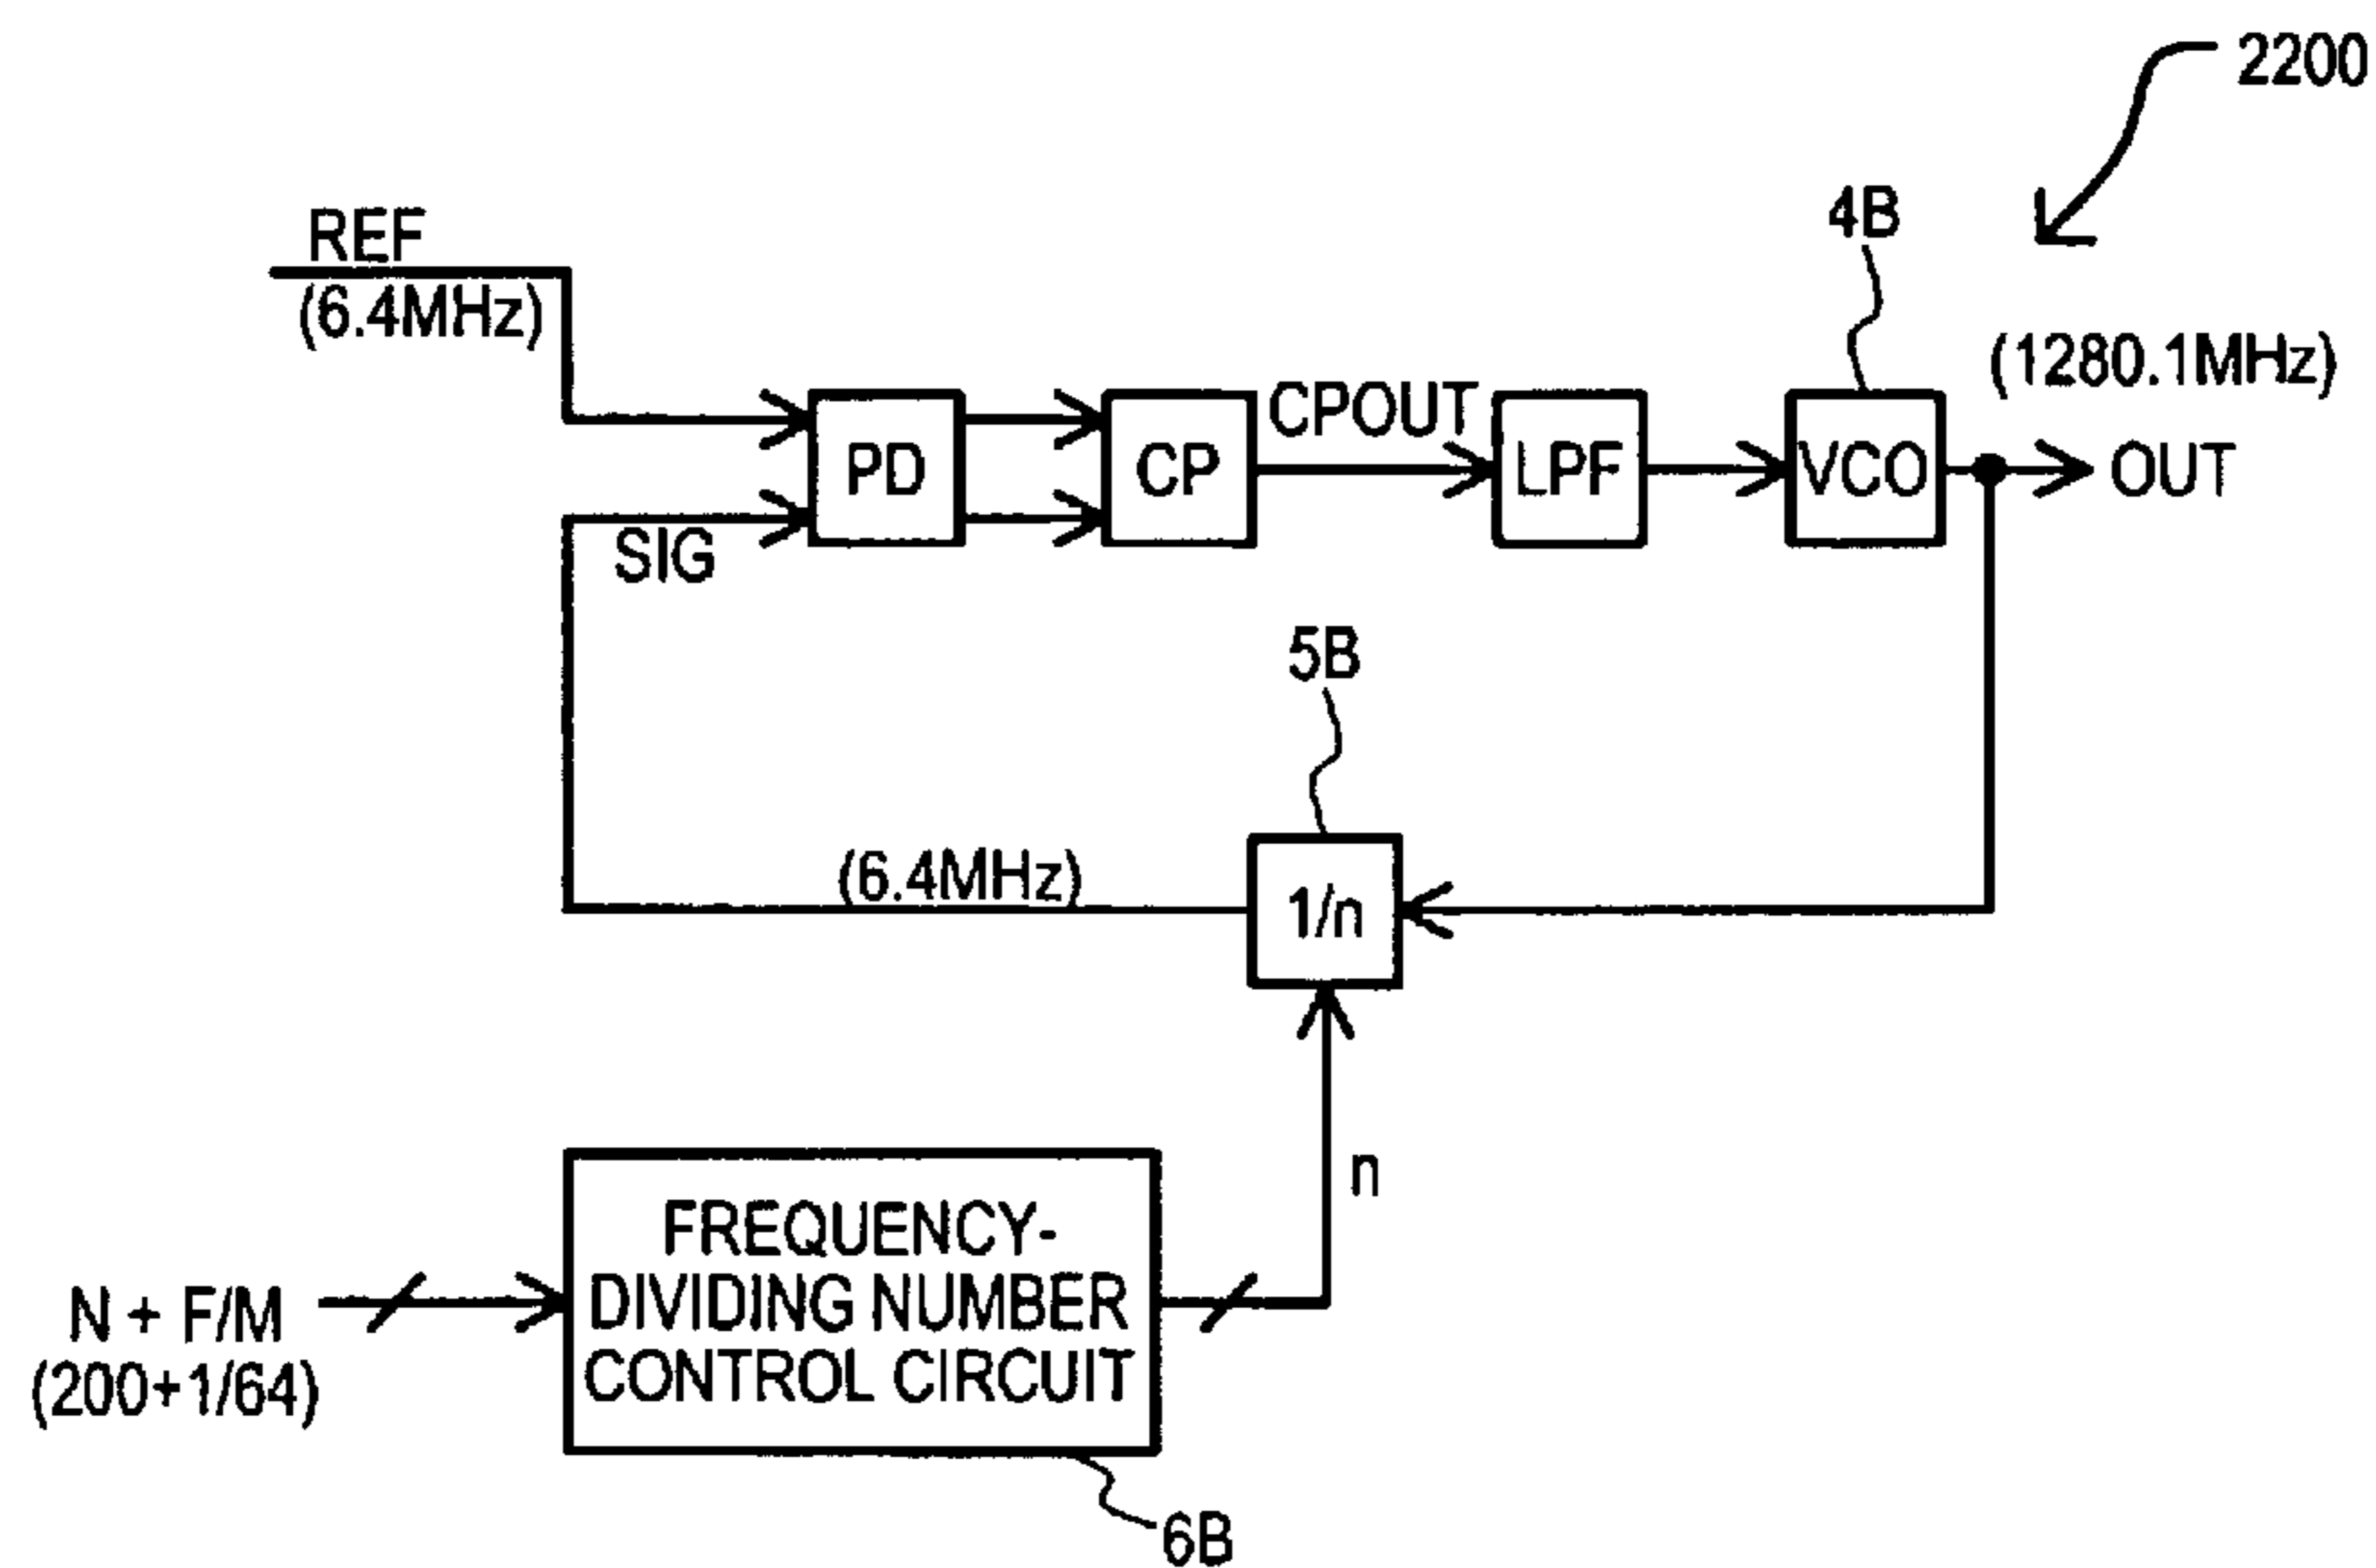 2200
4B
REF
(6.4MHz)
(1280.1MHz)
PD
CP
CPOUT
LPF
VCO
OUT
SIG
5B
(6.4MHz)
1/n
n
FREQUENCY-
DIVIDING NUMBER
CONTROL CIRCUIT
N + F/M
(200+1/64)
6B